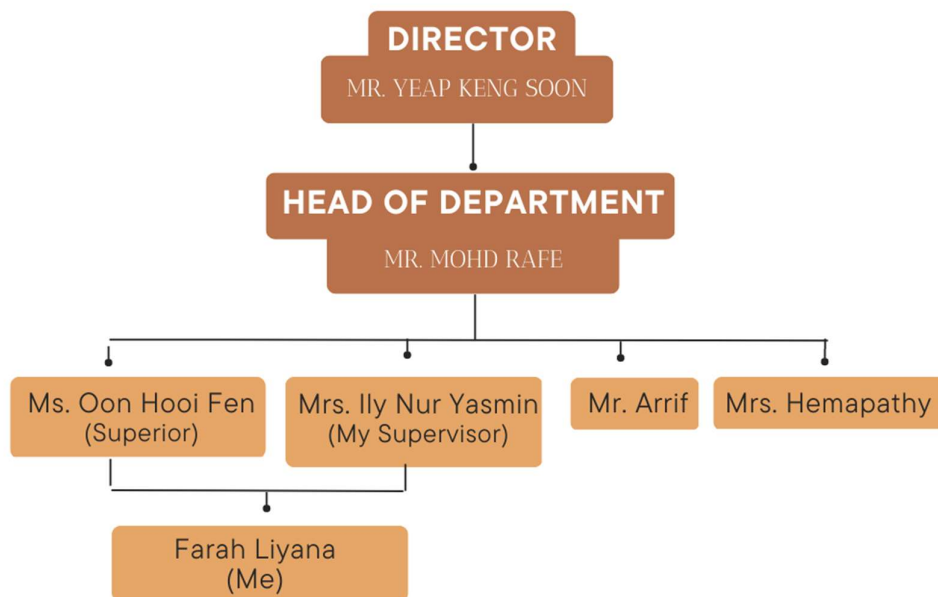 DIRECTOR
MR. YEAP KENG SOON
HEAD OF DEPARTMENT
MR. MOHD RAFE
Ms. Oon Hooi Fen
(Superior)
Mrs. Ily Nur Yasmin
(My Supervisor)
Mr. Arrif
Mrs. Hemapathy
Farah Liyana
(Me)